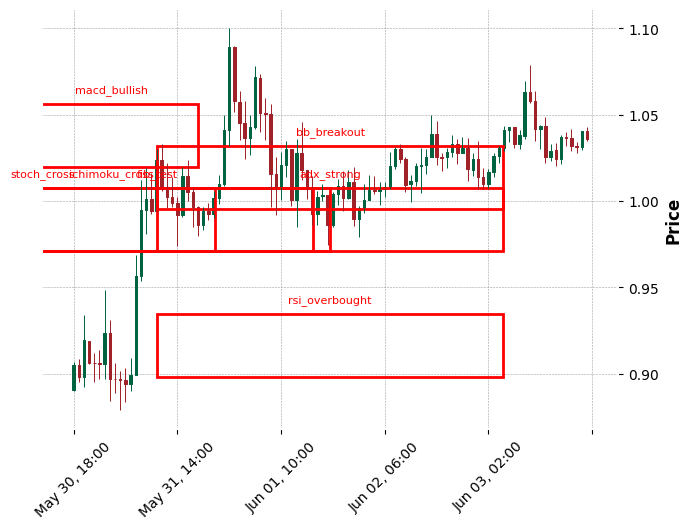 1.10
macd_bullish
1.05
bb_breakout
stoch_cross
adx_strong
1.00
Price
0.95
rsi_overbought
0.90
May 30, 18:00
May 31, 14:00
Jun 01, 10:00
Jun 02, 06:00
Jun 03, 02:00